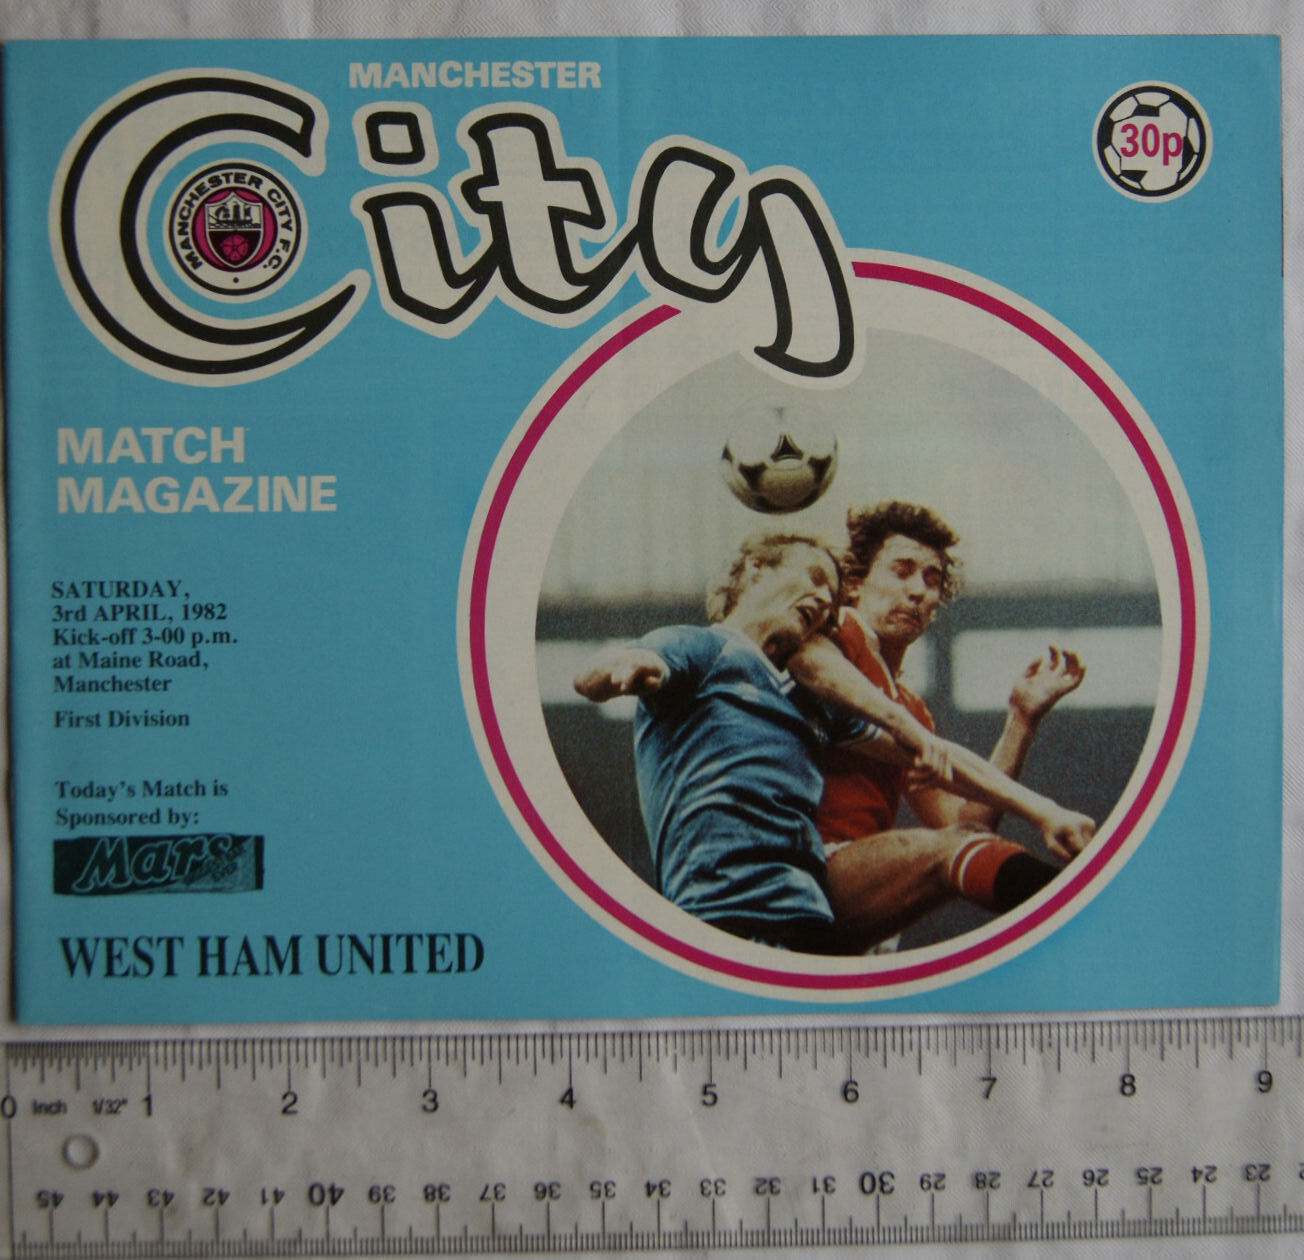 MANCHESTER
City
30p
MANCHESTER CITY F.C.
MATCH
MAGAZINE
SATURDAY,
3rd APRIL, 1982
Kick-off 3-00 p.m.
at Maine Road,
Manchester
First Division
Today's Match is
Sponsored by:
Mars
WEST HAM UNITED
0 Inch 1/32" 1 2 3 4 5 6 7 8 9
45 44 43 42 41 40 39 38 37 36 35 34 33 32 31 30 29 28 27 26 25 24 23